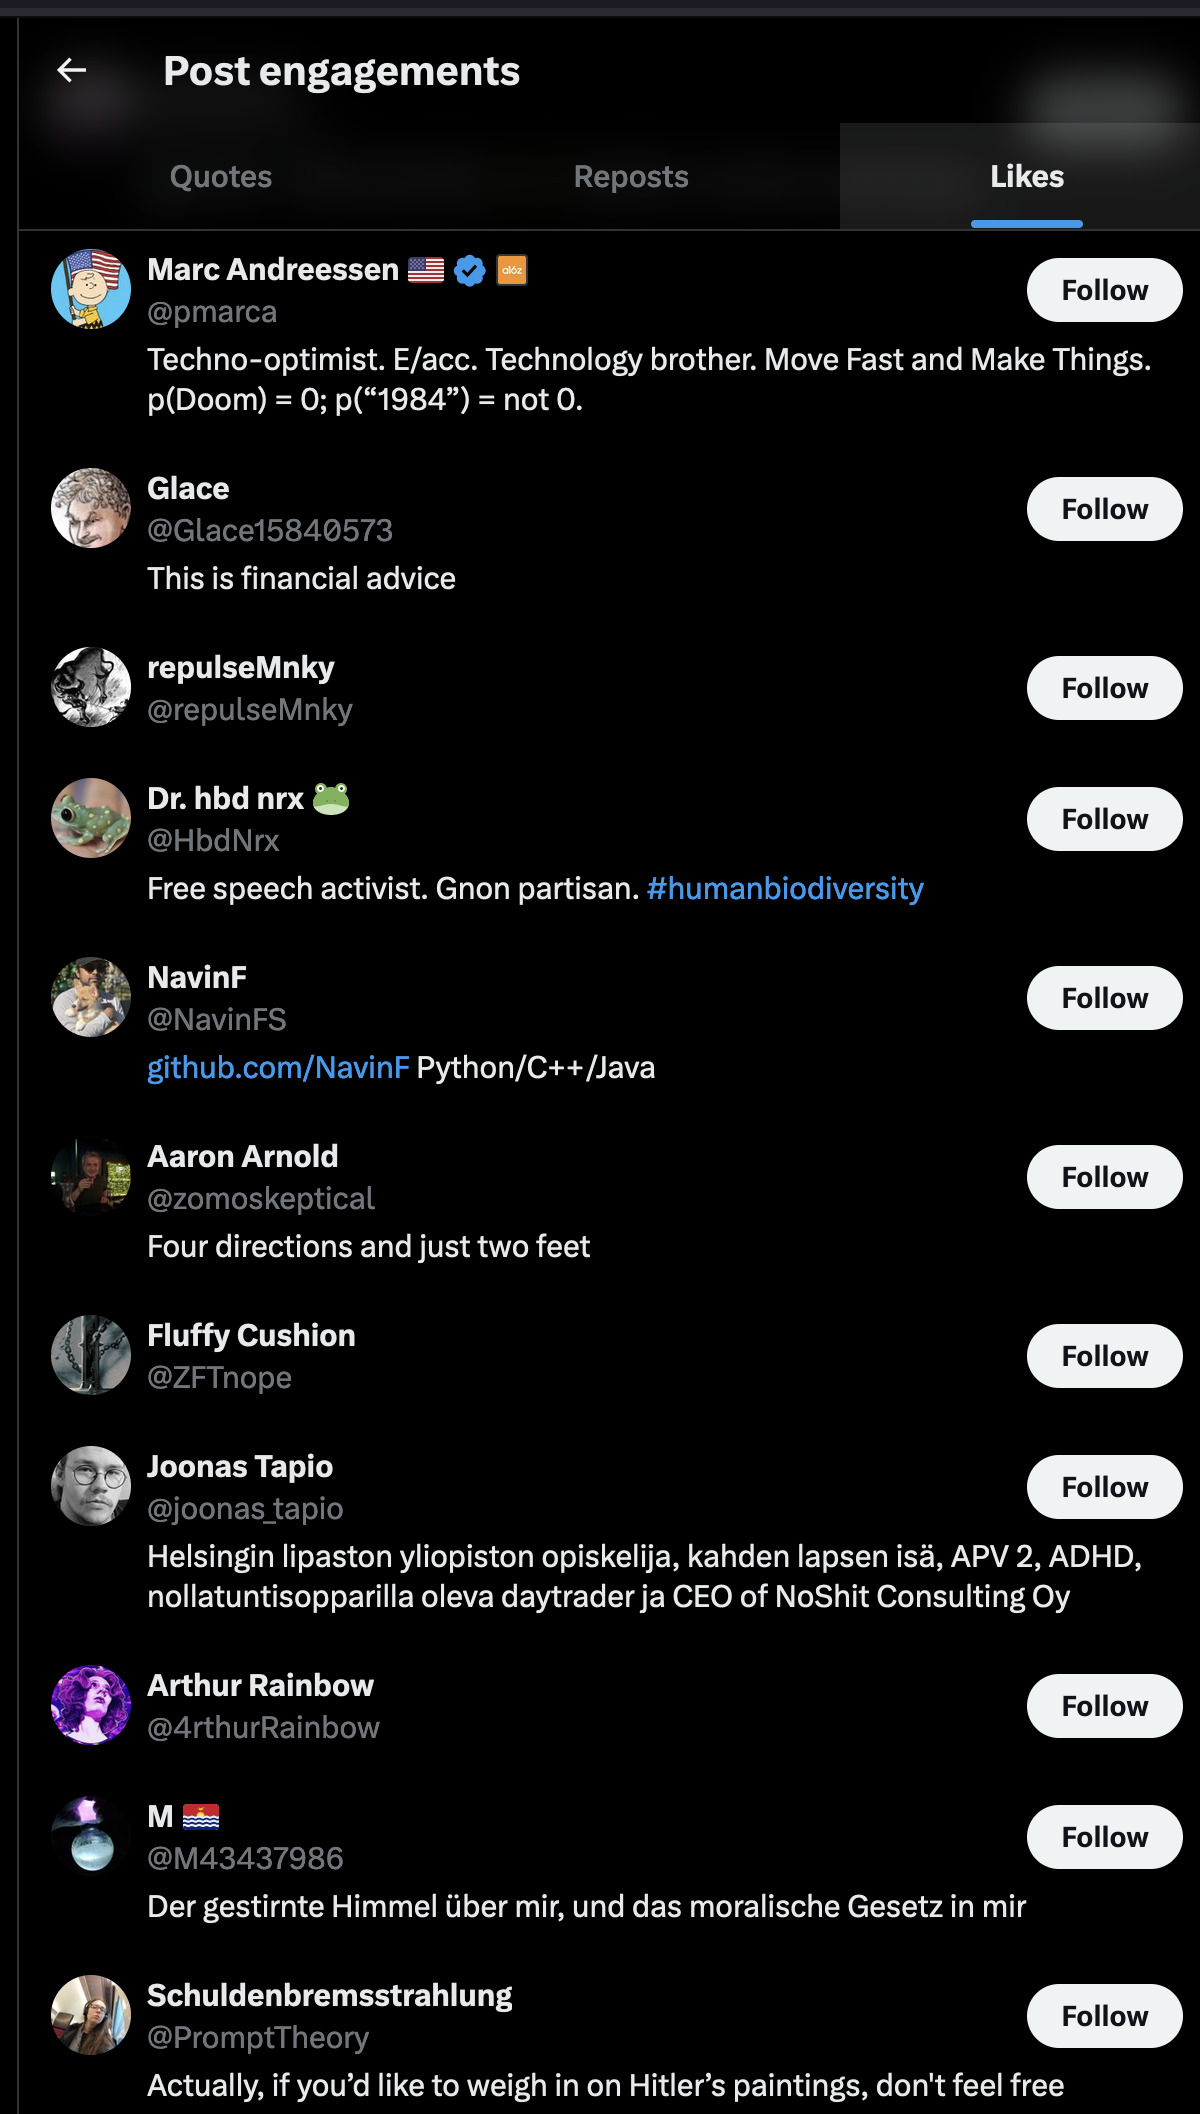 Post engagements
Quotes
Reposts
Likes
Marc Andreessen 🇺🇸 a16z
@pmarca
Follow
Techno-optimist. E/acc. Technology brother. Move Fast and Make Things.
p(Doom) = 0; p(“1984”) = not 0.
Glace
@Glace15840573
Follow
This is financial advice
repulseMnky
@repulseMnky
Follow
Dr. hbd nrx 🐸
@HbdNrx
Follow
Free speech activist. Gnon partisan. #humanbiodiversity
NavinF
@NavinFS
Follow
github.com/NavinF Python/C++/Java
Aaron Arnold
@zomoskeptical
Follow
Four directions and just two feet
Fluffy Cushion
@ZFTnope
Follow
Joonas Tapio
@joonas_tapio
Follow
Helsingin lipaston yliopiston opiskelija, kahden lapsen isä, APV 2, ADHD,
nollatuntisopparilla oleva daytrader ja CEO of NoShit Consulting Oy
Arthur Rainbow
@4rthurRainbow
Follow
M 🇰🇮
@M43437986
Follow
Der gestirnte Himmel über mir, und das moralische Gesetz in mir
Schuldenbremsstrahlung
@PromptTheory
Follow
Actually, if you’d like to weigh in on Hitler’s paintings, don't feel free